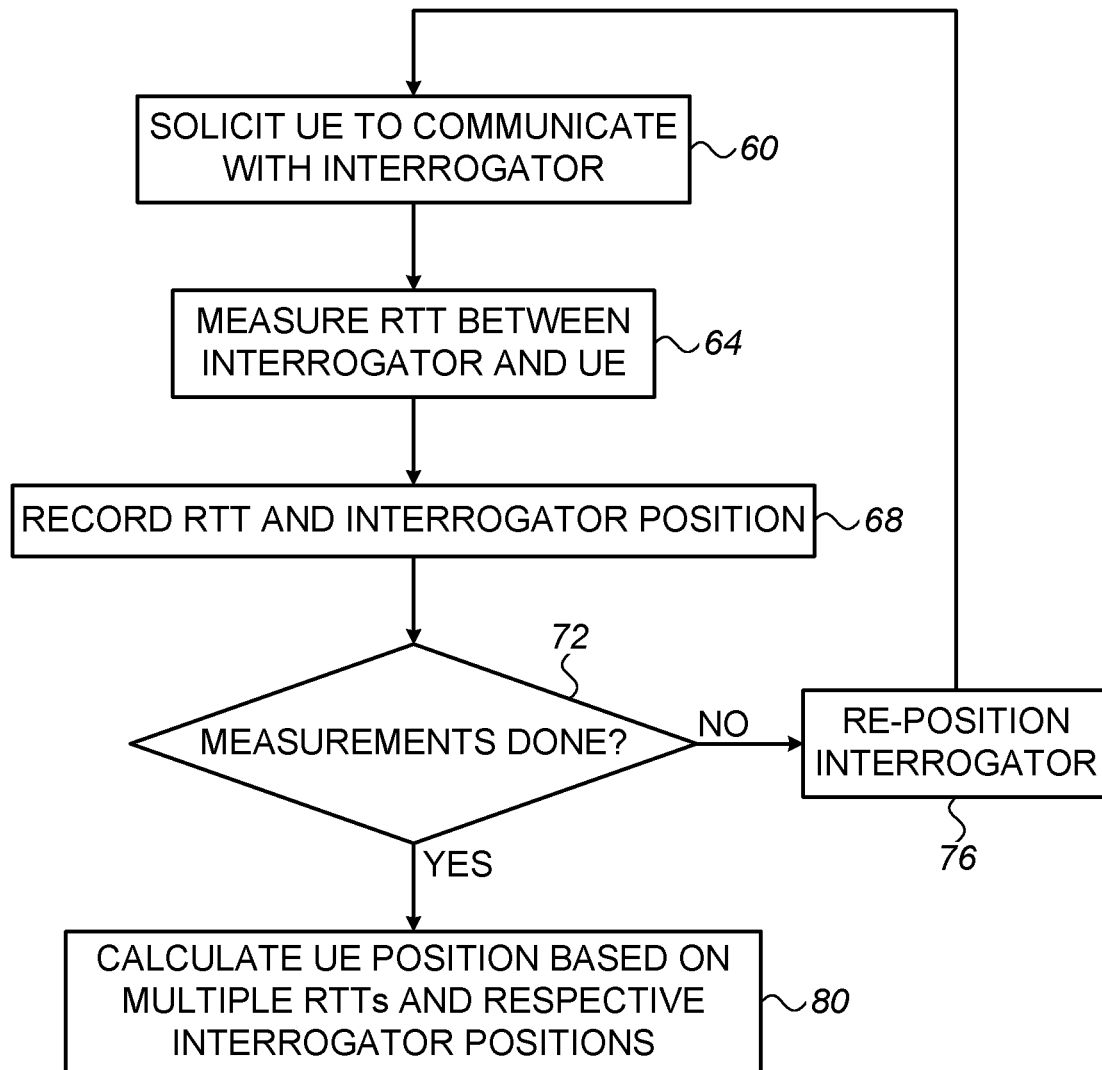 SOLICIT UE TO COMMUNICATE
WITH INTERROGATOR
60
MEASURE RTT BETWEEN
INTERROGATOR AND UE
64
RECORD RTT AND INTERROGATOR POSITION
68
72
MEASUREMENTS DONE?
NO
RE-POSITION
INTERROGATOR
76
YES
CALCULATE UE POSITION BASED ON
MULTIPLE RTTs AND RESPECTIVE
INTERROGATOR POSITIONS
80